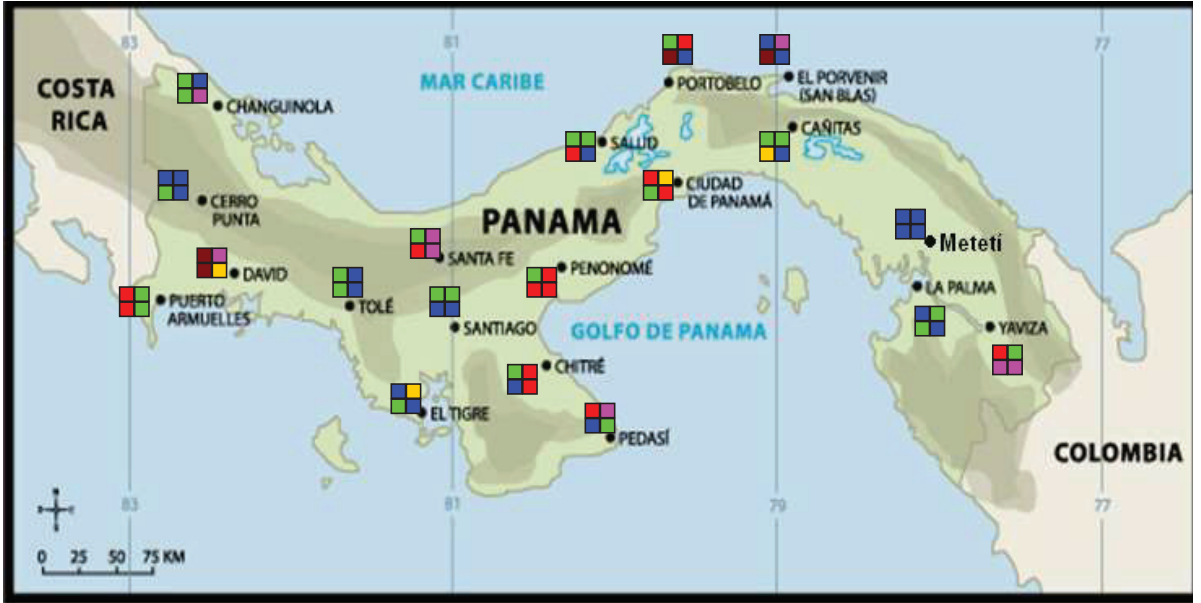 83
81
77
COSTA
RICA
MAR CARIBE
PORTOBELO
EL PORVENIR
(SAN BLAS)
CHANGUINOLA
CAÑITAS
SALUD
CERRO
PUNTA
CIUDAD
DE PANAMÁ
PANAMA
Metetí
SANTA FE
PENONOMÉ
DAVID
LA PALMA
PUERTO
ARMUELLES
TOLÉ
SANTIAGO
GOLFO DE PANAMA
YAVIZA
CHITRÉ
EL TIGRE
PEDASÍ
COLOMBIA
83
81
79
77
0 25 50 75 KM